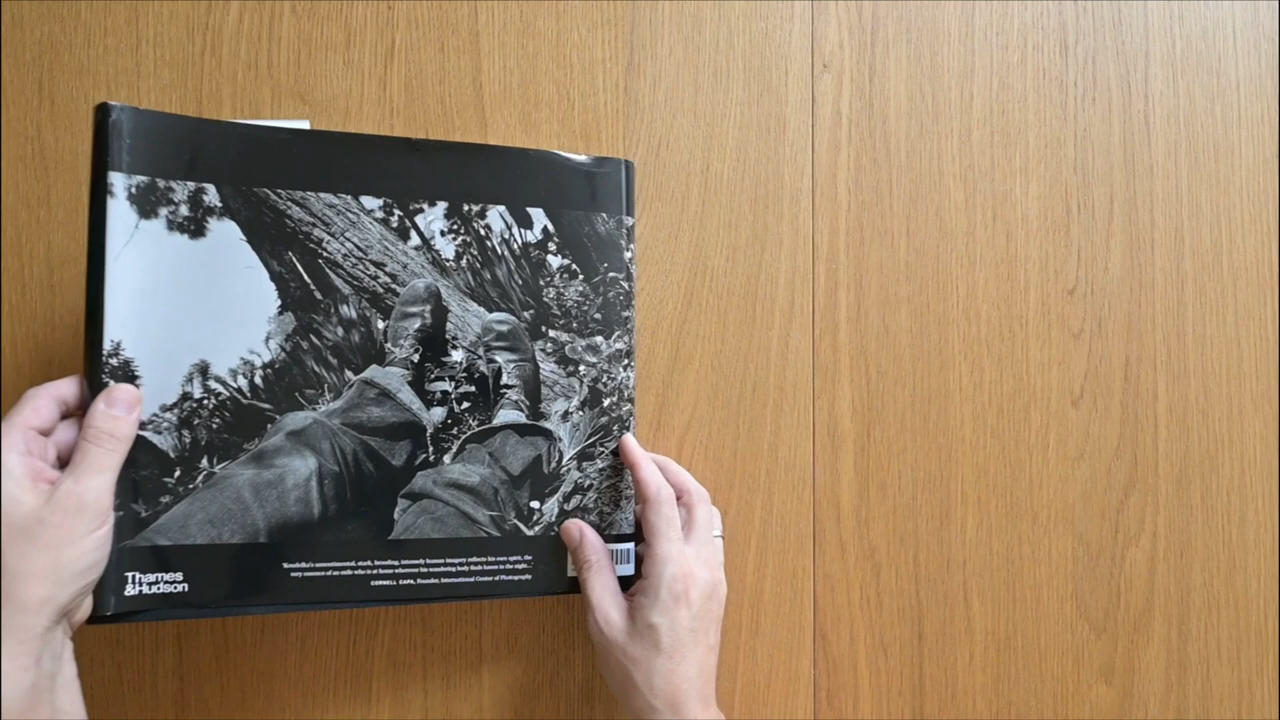 'Koudelka's unsentimental, stark, brooding, intensely human imagery reflects his own spirit, the
very essence of an exile who is at home wherever his wandering body finds haven in the night...'
CORNELL CAPA, Founder, International Center of Photography
Thames
&Hudson